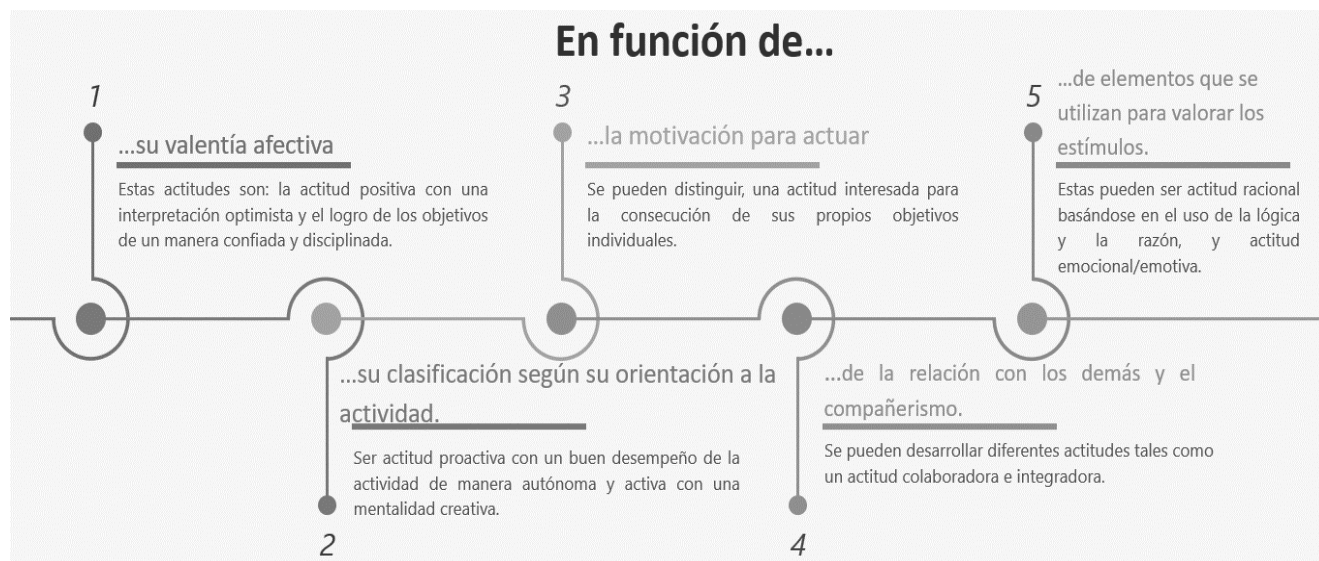 En función de...
1
...su valentía afectiva
Estas actitudes son: la actitud positiva con una
interpretación optimista y el logro de los objetivos
de un manera confiada y disciplinada.
2
...su clasificación según su orientación a la
actividad.
Ser actitud proactiva con un buen desempeño de la
actividad de manera autónoma y activa con una
mentalidad creativa.
3
...la motivación para actuar
Se pueden distinguir, una actitud interesada para
la consecución de sus propios objetivos
individuales.
4
...de la relación con los demás y el
compañerismo.
Se pueden desarrollar diferentes actitudes tales como
un actitud colaboradora e integradora.
5
...de elementos que se
utilizan para valorar los
estímulos.
Estas pueden ser actitud racional
basándose en el uso de la lógica
y la razón, y actitud
emocional/emotiva.